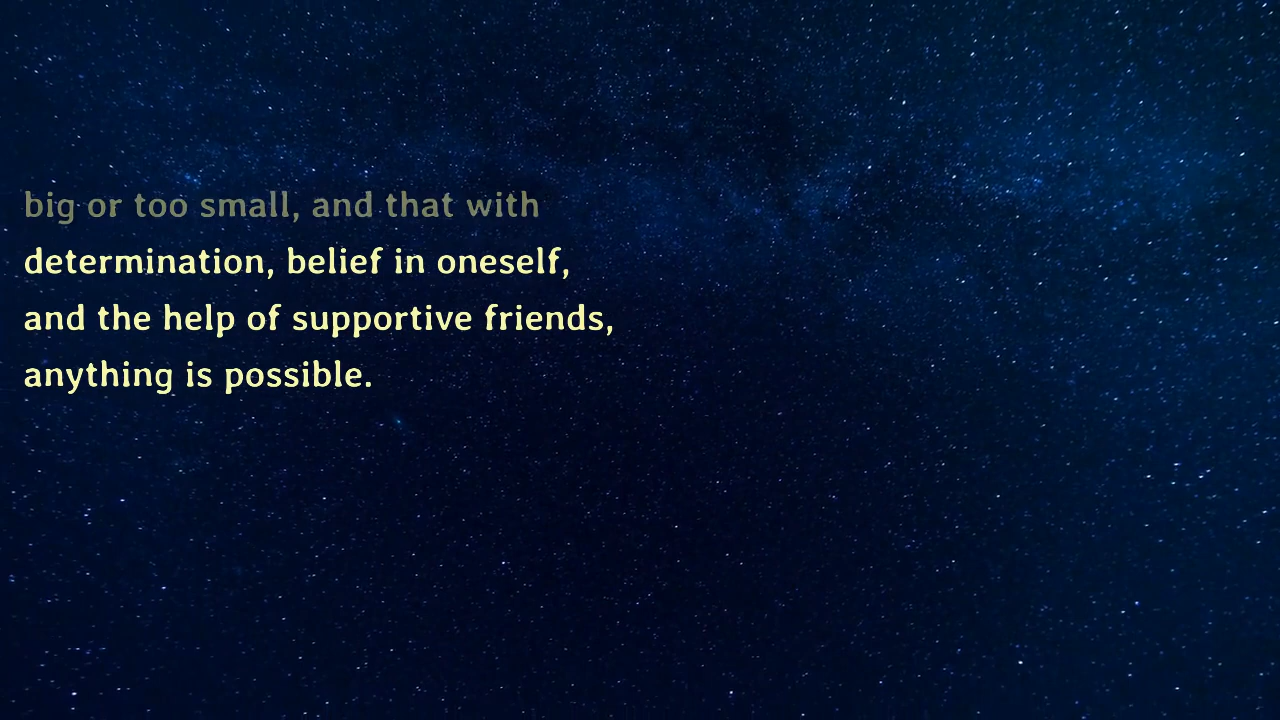 big or too small, and that with
determination, belief in oneself,
and the help of supportive friends,
anything is possible.